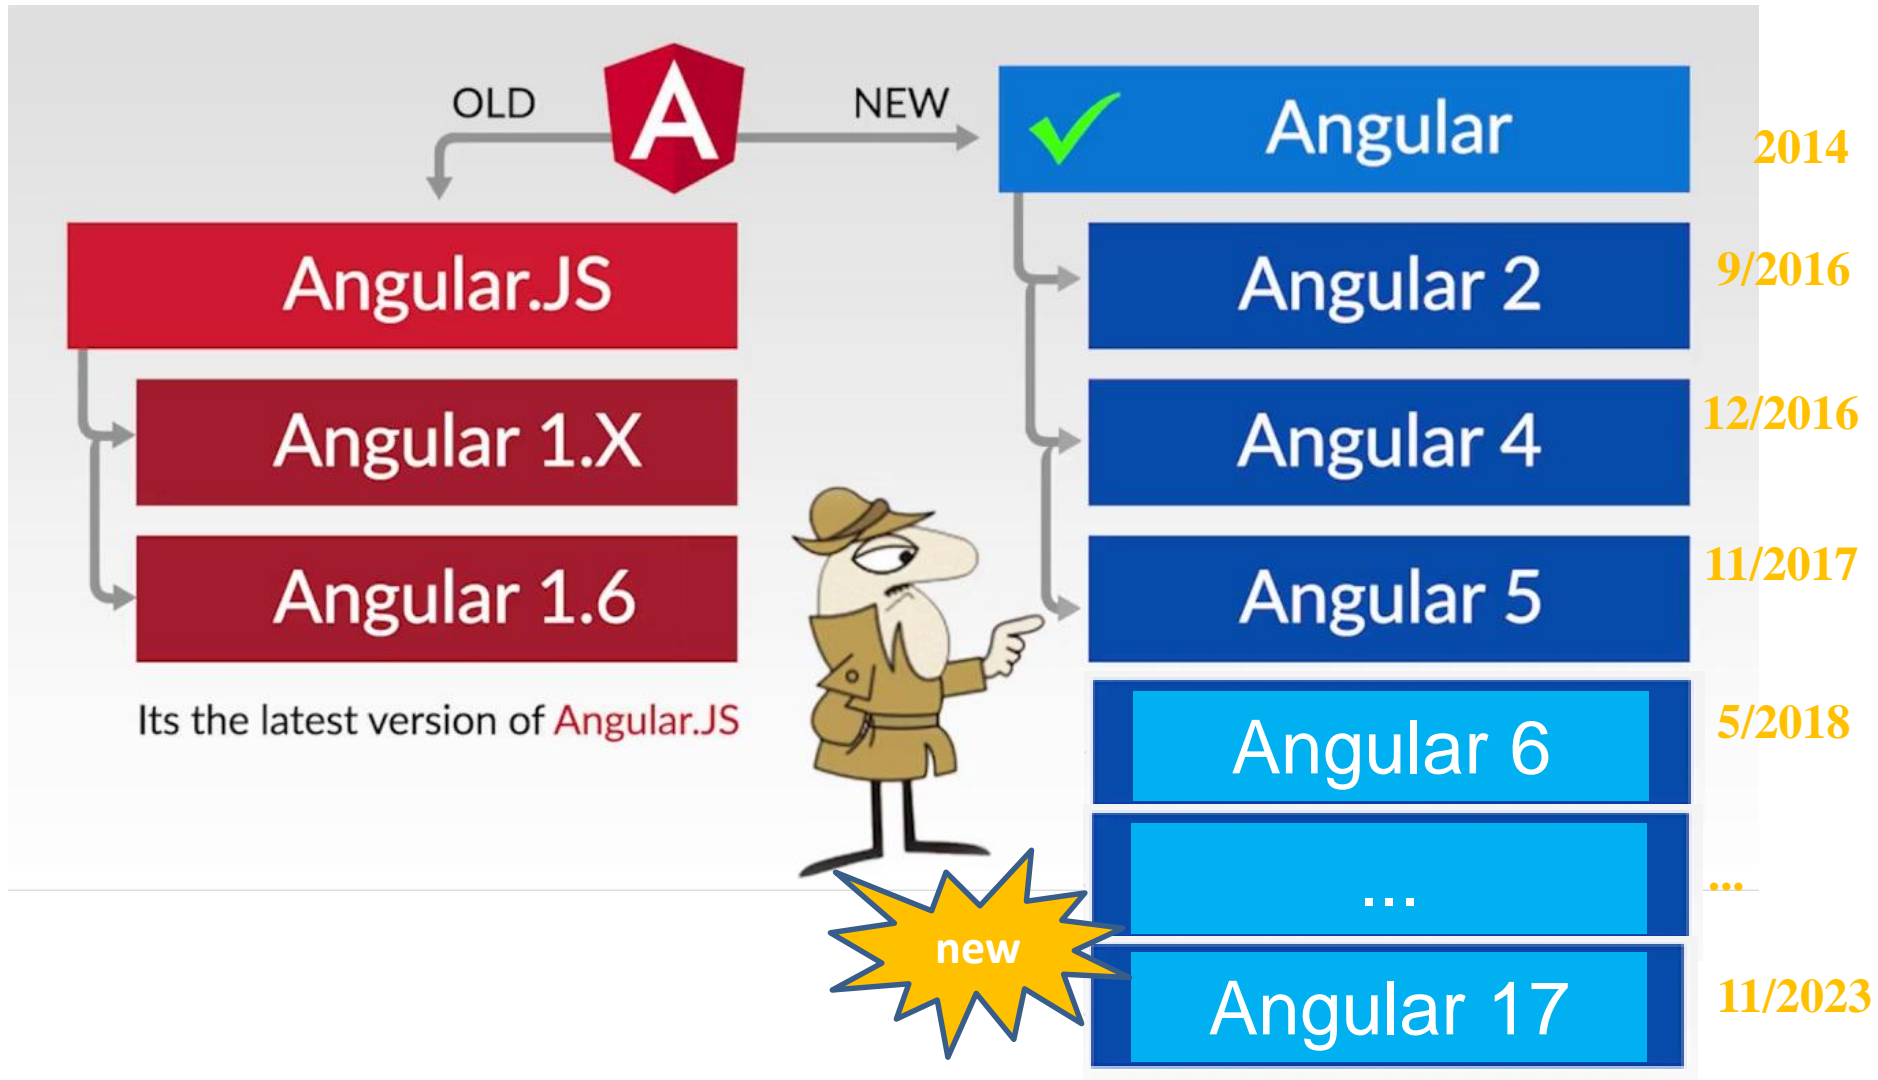 OLD
A
NEW
Angular
2014
Angular.JS
Angular 2
9/2016
Angular 1.X
Angular 4
12/2016
Angular 1.6
Angular 5
11/2017
Its the latest version of Angular.JS
Angular 6
5/2018
...
...
new
Angular 17
11/2023